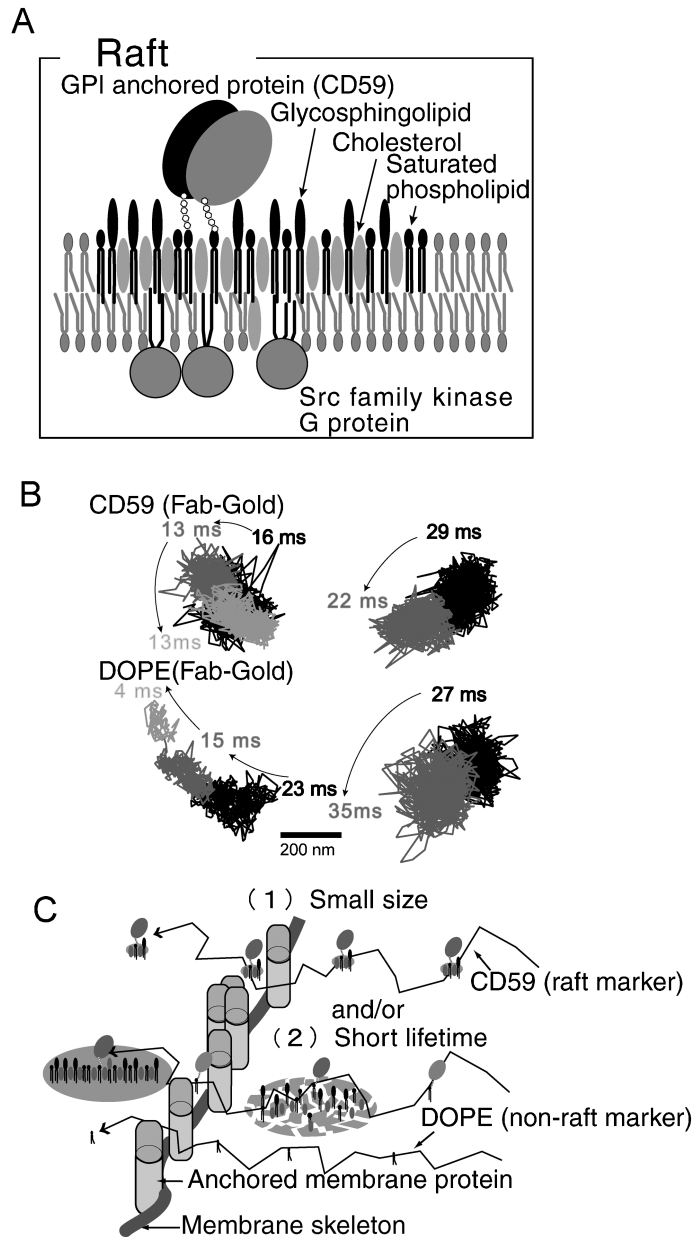 A
Raft
GPI anchored protein (CD59)
Glycosphingolipid
Cholesterol
Saturated
phospholipid
Src family kinase
G protein
B
CD59 (Fab-Gold)
13 ms
16 ms
29 ms
22 ms
13ms
DOPE(Fab-Gold)
4 ms
27 ms
15 ms
23 ms
35ms
200 nm
C
(1) Small size
CD59 (raft marker)
and/or
(2) Short lifetime
DOPE (non-raft marker)
Anchored membrane protein
Membrane skeleton